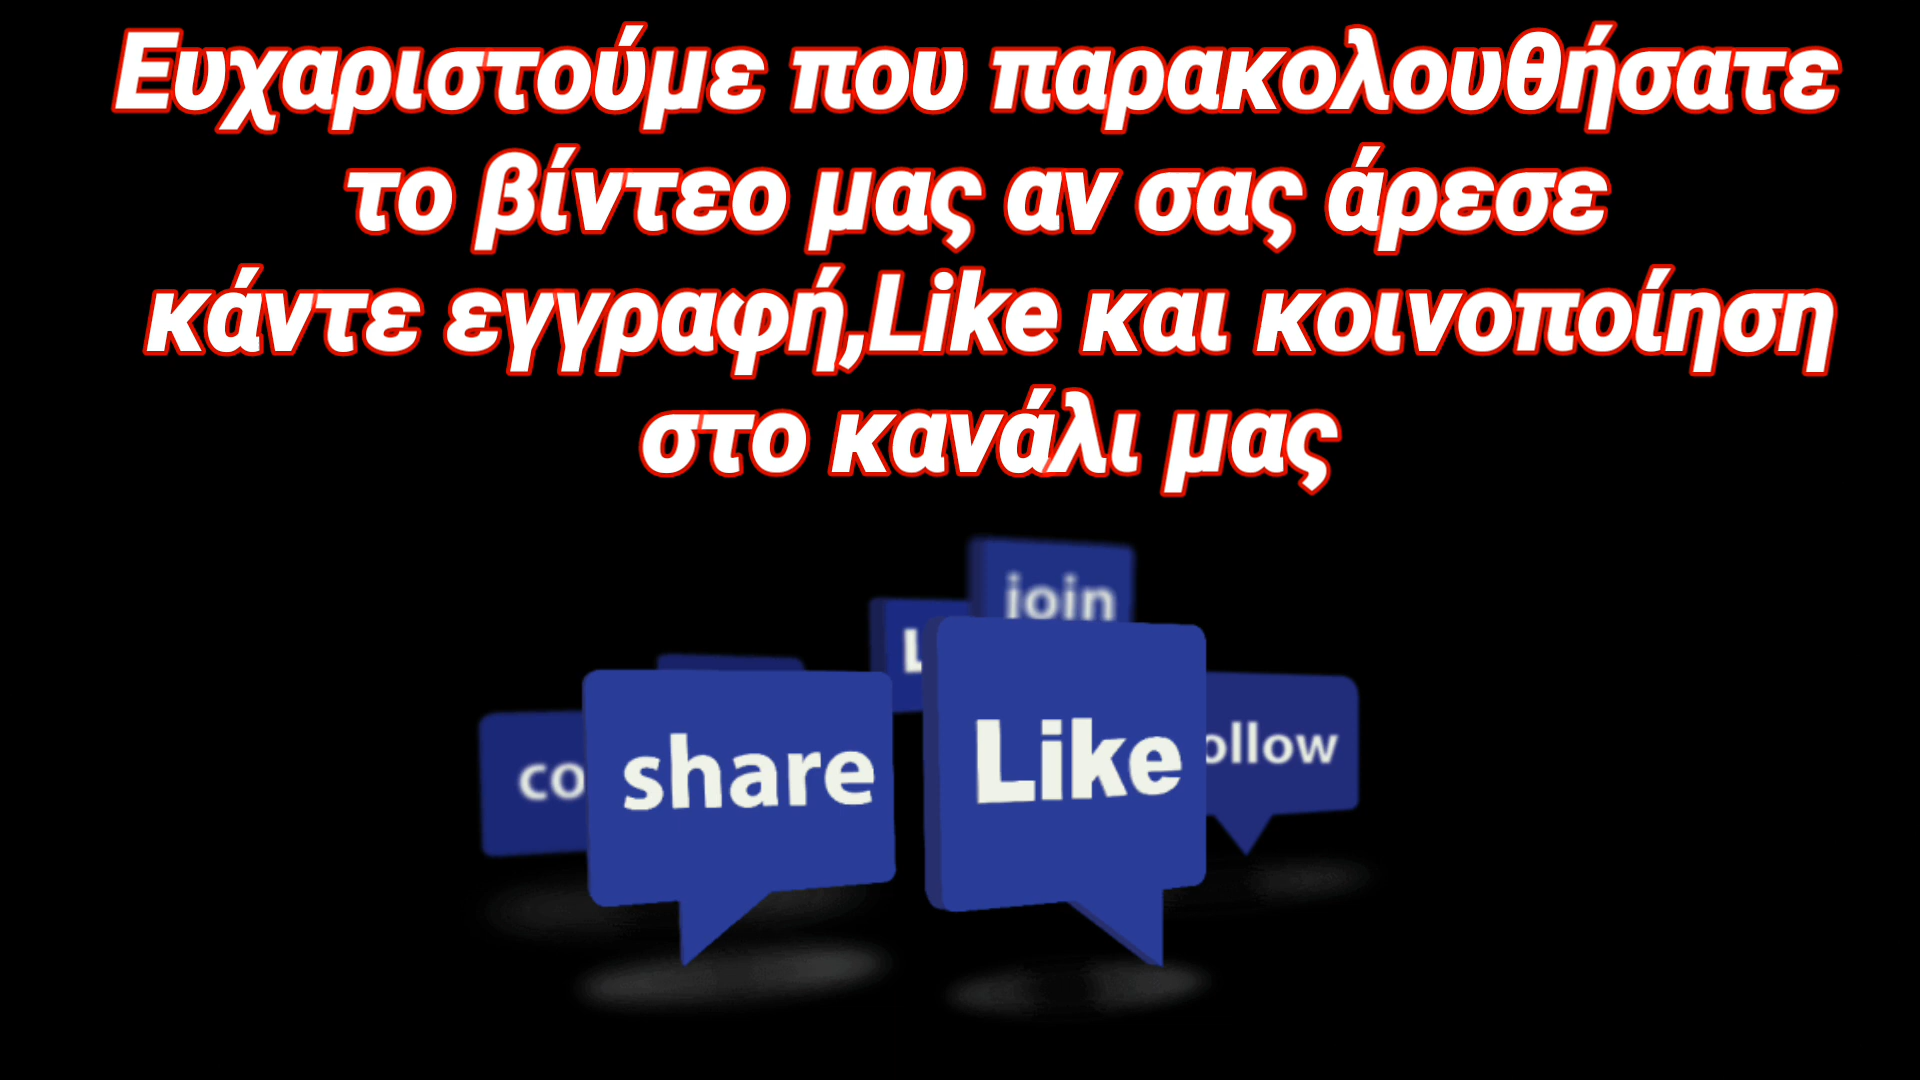 Ευχαριστούμε που παρακολουθήσατε
το βίντεο μας αν σας άρεσε
κάντε εγγραφή,Like και κοινοποίηση
στο κανάλι μας
join
share
Like